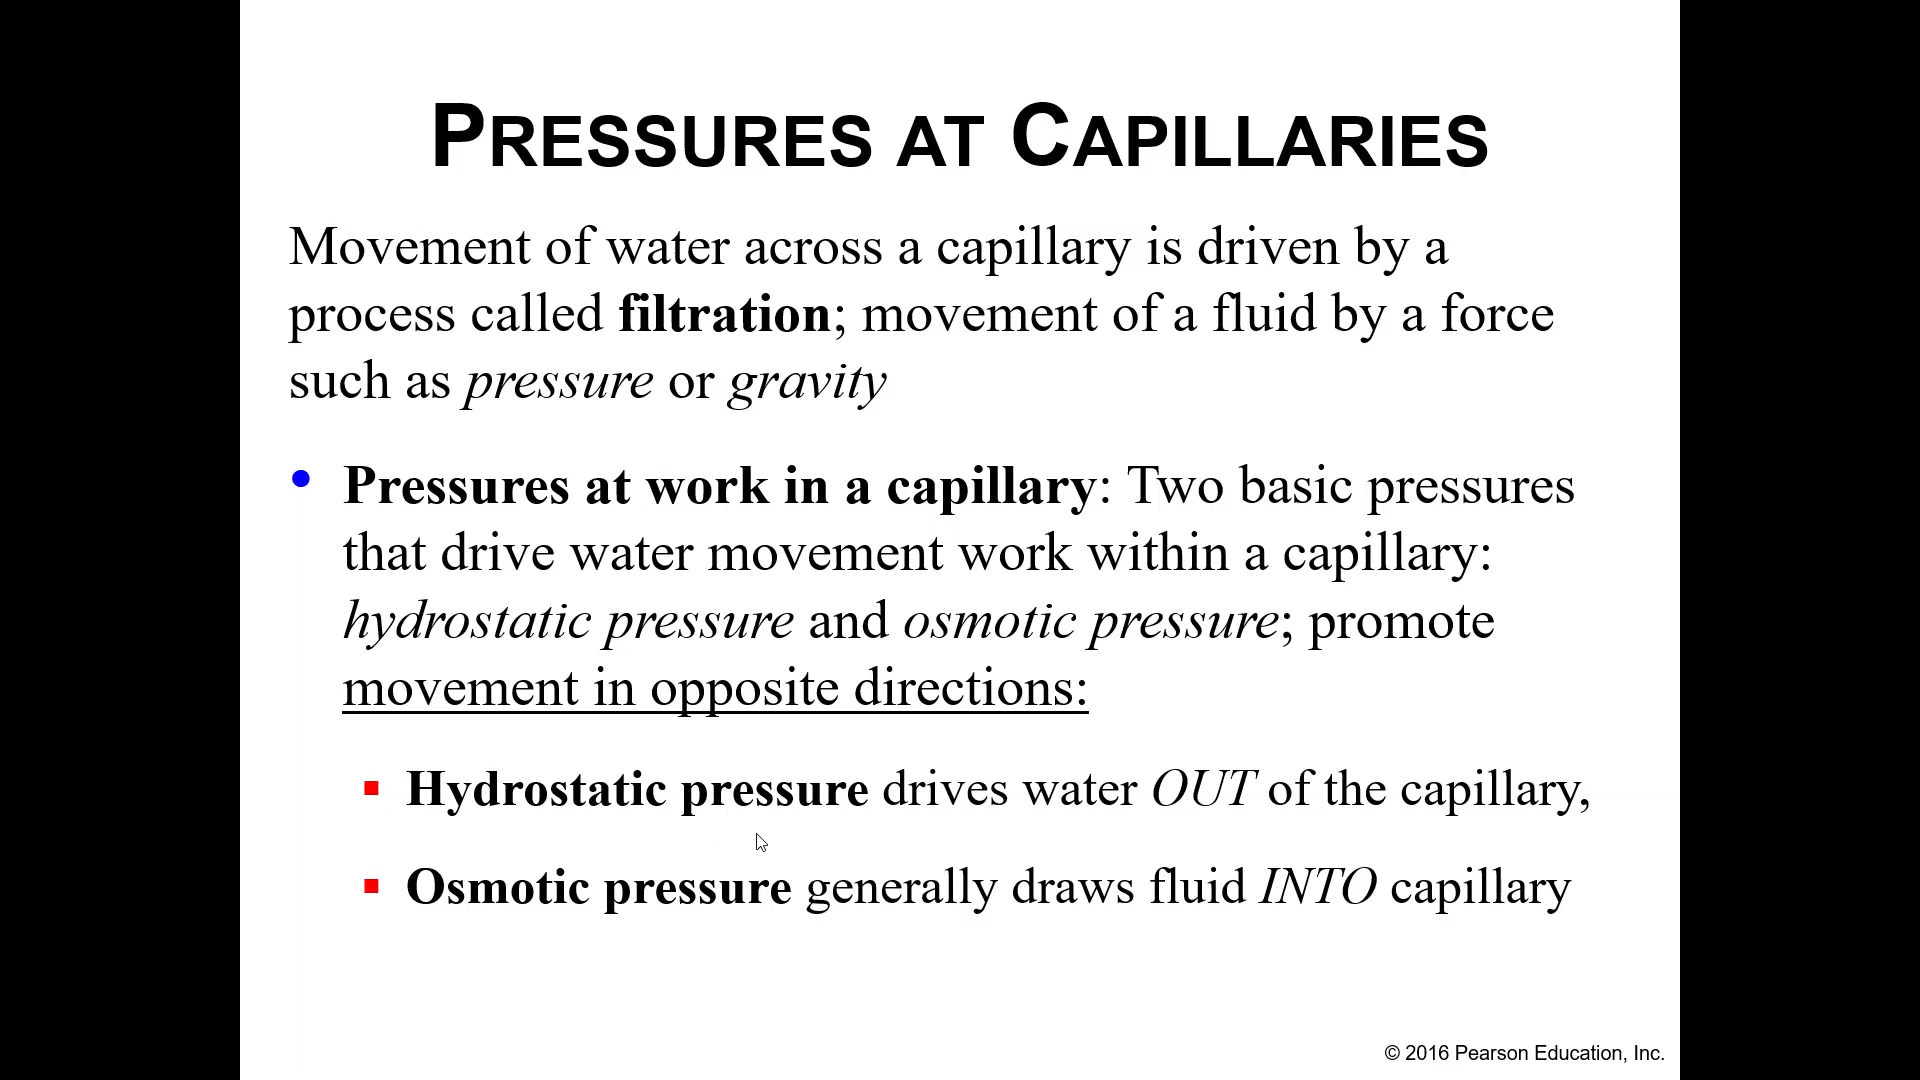 PRESSURES AT CAPILLARIES
Movement of water across a capillary is driven by a
process called filtration; movement of a fluid by a force
such as pressure or gravity
• Pressures at work in a capillary: Two basic pressures
that drive water movement work within a capillary:
hydrostatic pressure and osmotic pressure; promote
movement in opposite directions:
▪ Hydrostatic pressure drives water OUT of the capillary,
▪ Osmotic pressure generally draws fluid INTO capillary
© 2016 Pearson Education, Inc.